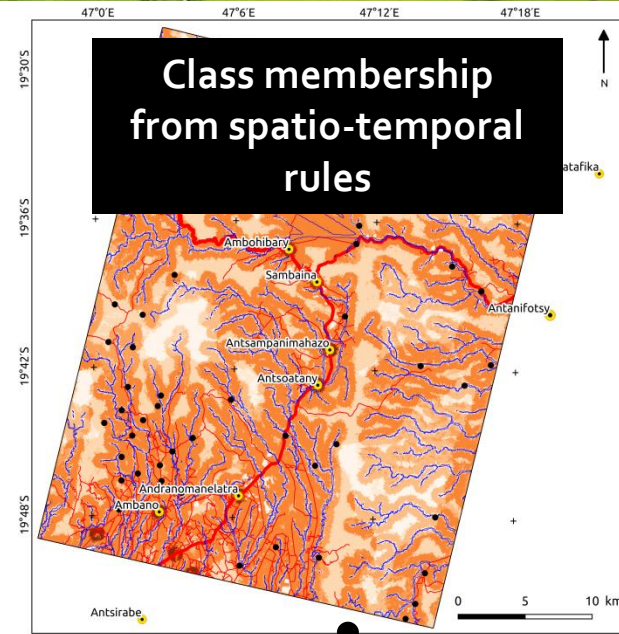 47°0′E
47°6′E
47°12′E
47°18′E
19°30′S
Class membership
from spatio-temporal
rules
N
atafika
19°36′S
Ambohibary
Sambaina
Antanifotsy
19°42′S
Antsampanimahazo
Antsoatany
19°48′S
Andranomanelatra
Ambano
Antsirabe
0 5 10 km